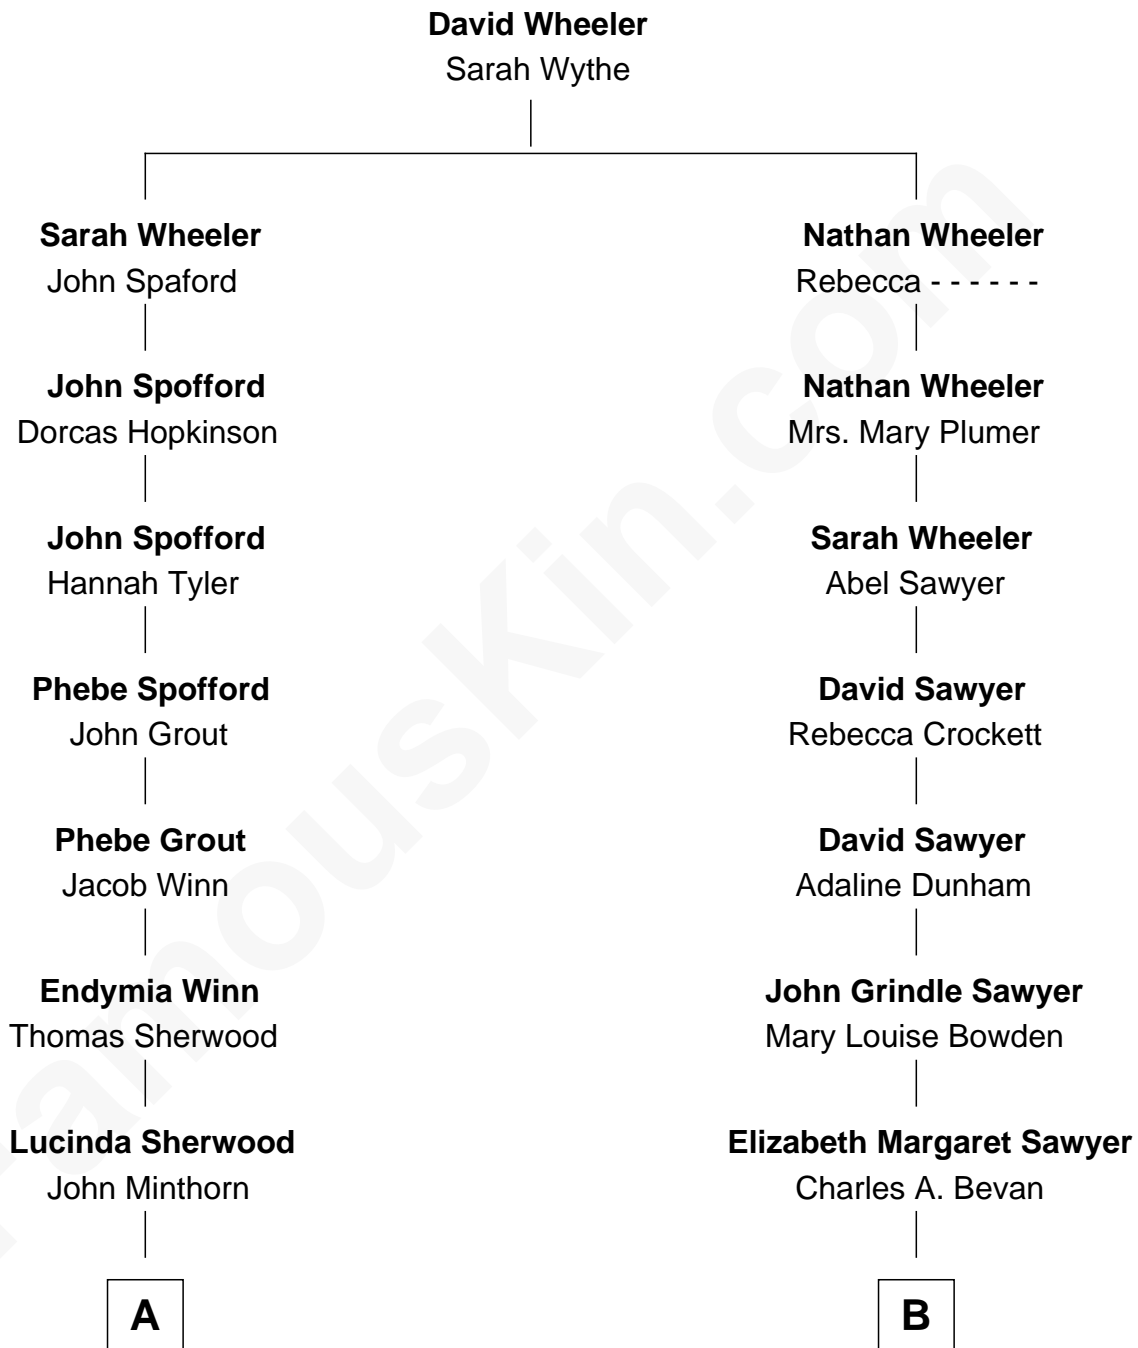 David Wheeler
Sarah Wythe
Sarah Wheeler
John Spaford
John Spofford
Dorcas Hopkinson
John Spofford
Hannah Tyler
Phebe Spofford
John Grout
Phebe Grout
Jacob Winn
Endymia Winn
Thomas Sherwood
Lucinda Sherwood
John Minthorn
A
Nathan Wheeler
Rebecca - - - - - -
Nathan Wheeler
Mrs. Mary Plumer
Sarah Wheeler
Abel Sawyer
David Sawyer
Rebecca Crockett
David Sawyer
Adaline Dunham
John Grindle Sawyer
Mary Louise Bowden
Elizabeth Margaret Sawyer
Charles A. Bevan
B
FamousKin.com